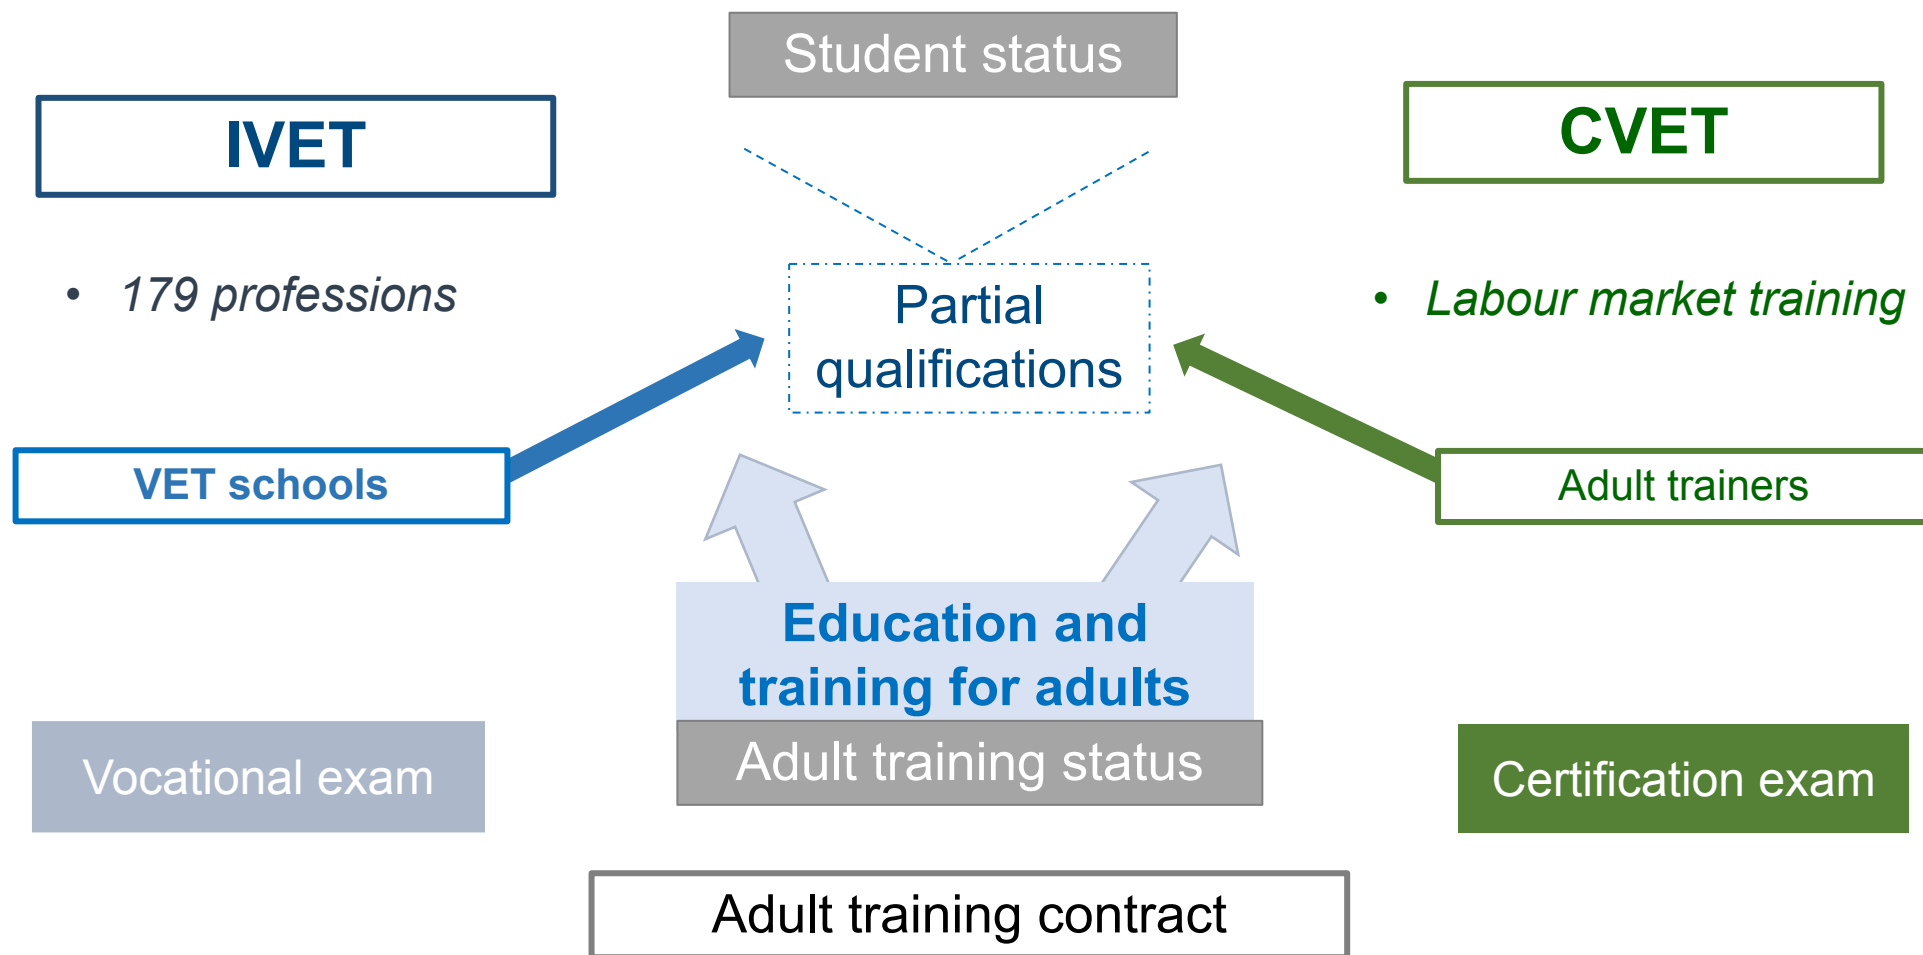 Student status
IVET
CVET
• 179 professions
Partial
qualifications
• Labour market training
VET schools
Adult trainers
Education and
training for adults
Adult training status
Vocational exam
Certification exam
Adult training contract